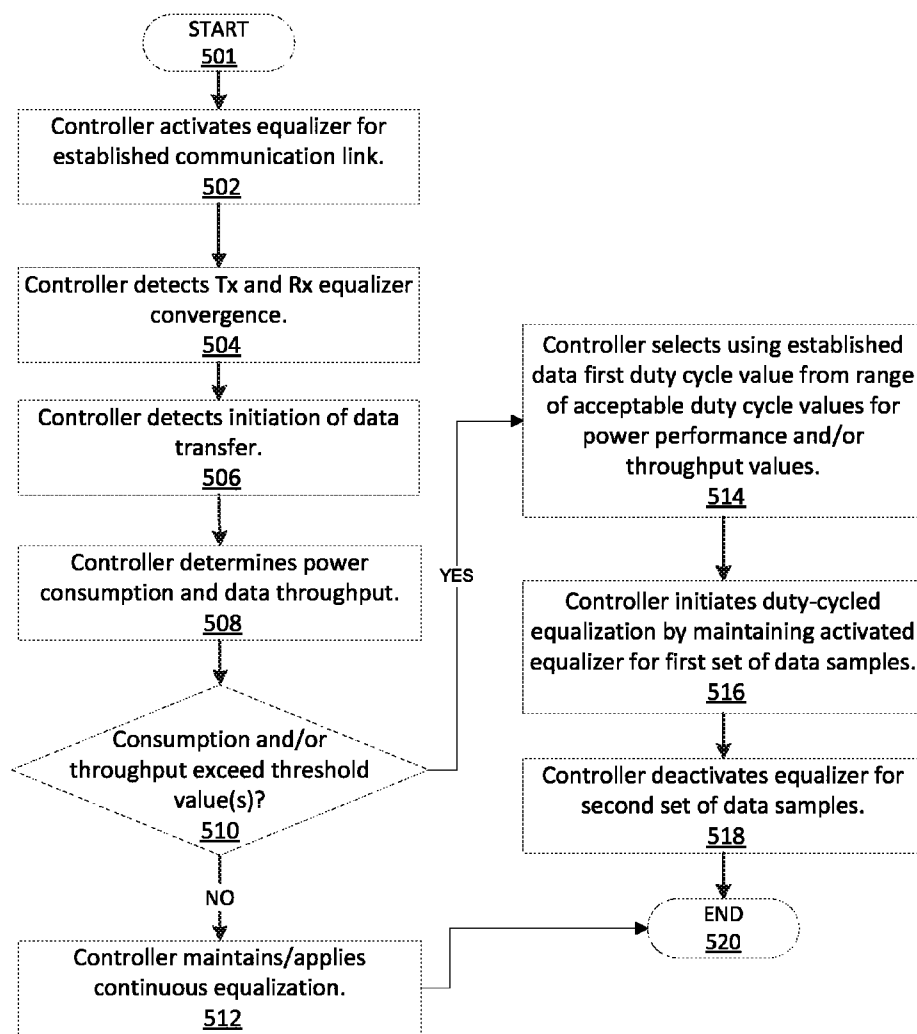 START
501
Controller activates equalizer for
established communication link.
502
Controller detects Tx and Rx equalizer
convergence.
504
Controller detects initiation of data
transfer.
506
Controller determines power
consumption and data throughput.
508
Consumption and/or
throughput exceed threshold
value(s)?
510
NO
Controller maintains/applies
continuous equalization.
512
YES
Controller selects using established
data first duty cycle value from range
of acceptable duty cycle values for
power performance and/or
throughput values.
514
Controller initiates duty-cycled
equalization by maintaining activated
equalizer for first set of data samples.
516
Controller deactivates equalizer for
second set of data samples.
518
END
520